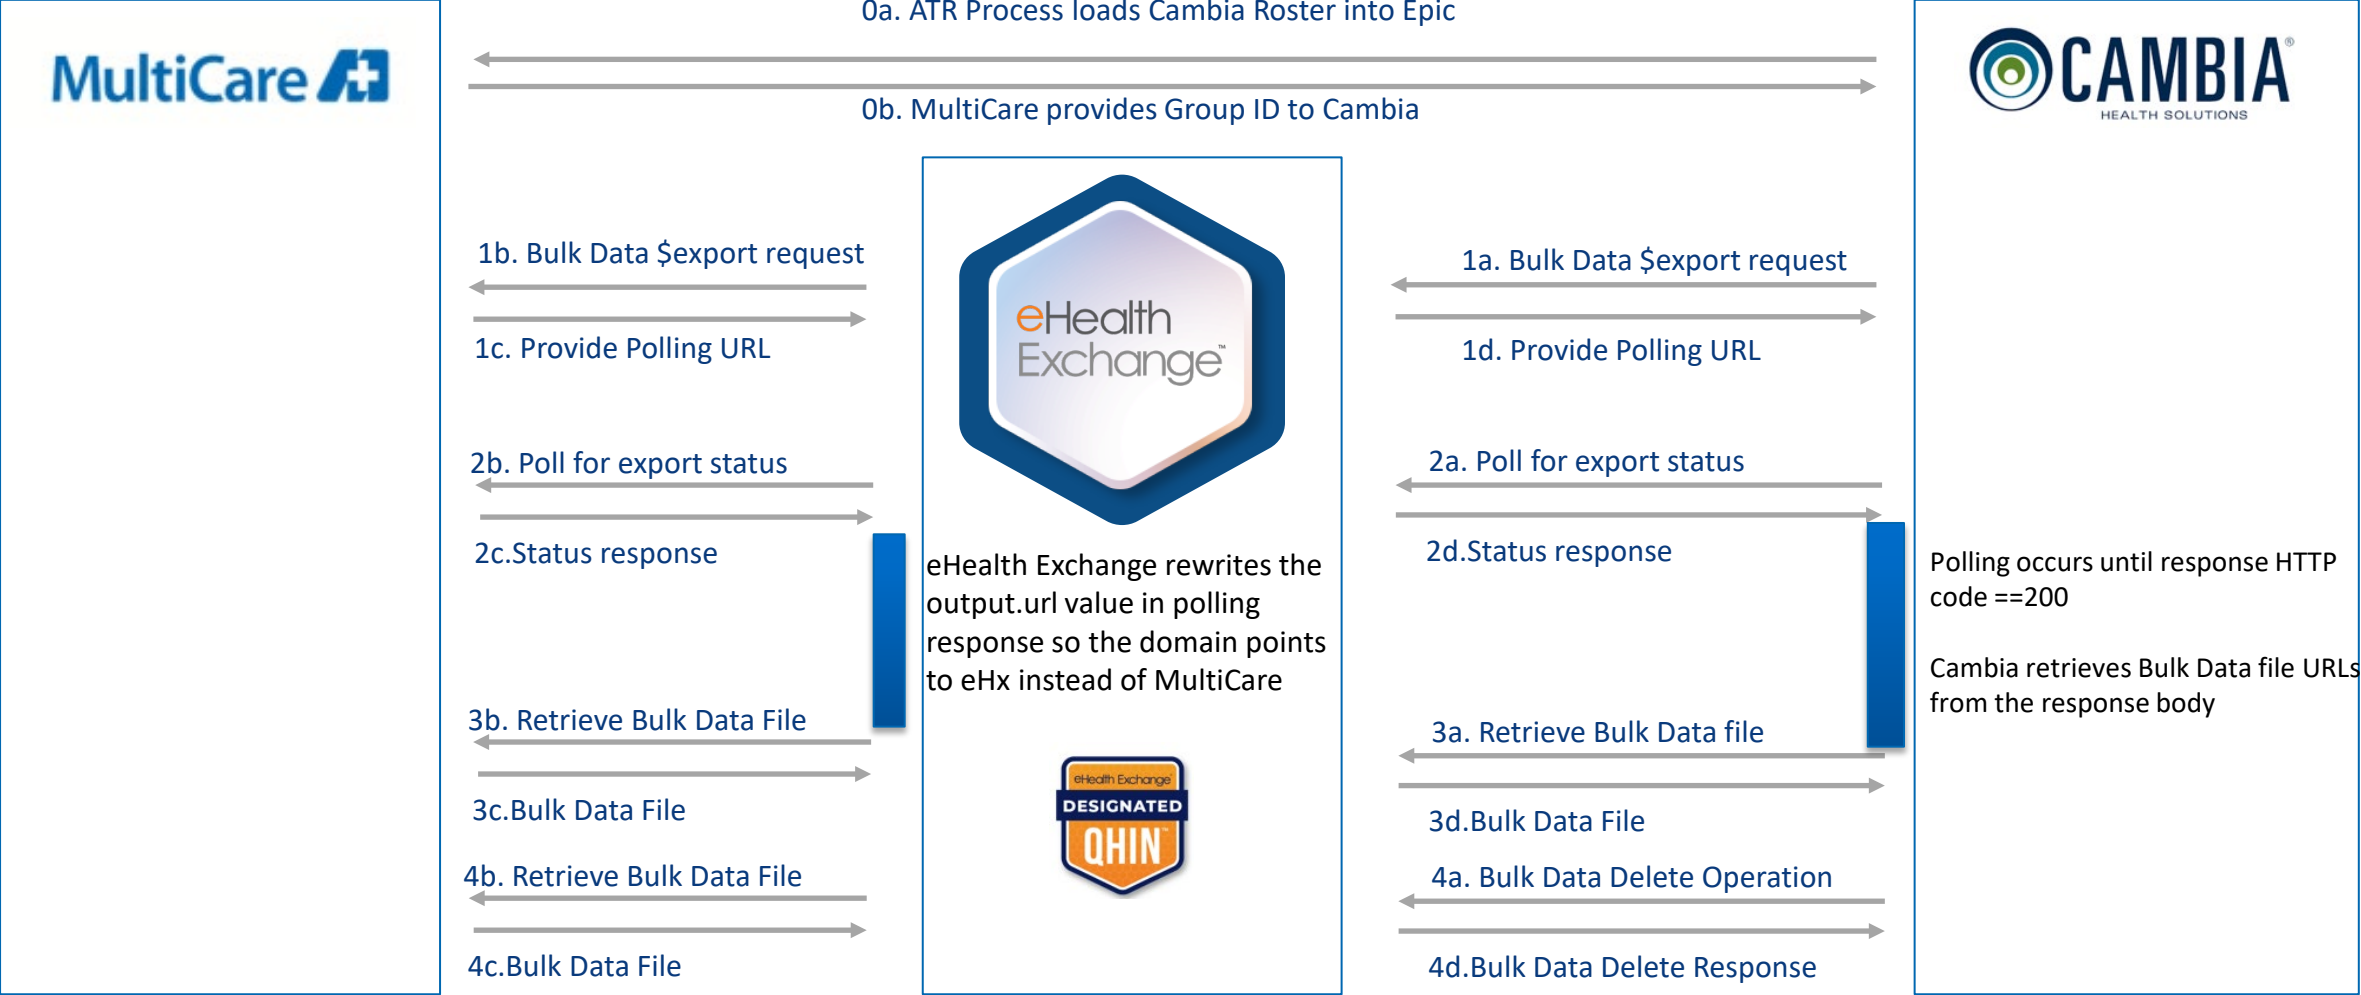 0a. ATR Process loads Cambia Roster into Epic
MultiCare
CAMBIA®
HEALTH SOLUTIONS
0b. MultiCare provides Group ID to Cambia
1b. Bulk Data $export request
1a. Bulk Data $export request
eHealth
Exchange™
1c. Provide Polling URL
1d. Provide Polling URL
2b. Poll for export status
2a. Poll for export status
2c.Status response
2d.Status response
eHealth Exchange rewrites the
output.url value in polling
response so the domain points
to eHx instead of MultiCare
Polling occurs until response HTTP
code ==200
Cambia retrieves Bulk Data file URLs
from the response body
3b. Retrieve Bulk Data File
3a. Retrieve Bulk Data file
eHealth Exchange
DESIGNATED
QHIN™
3c.Bulk Data File
3d.Bulk Data File
4b. Retrieve Bulk Data File
4a. Bulk Data Delete Operation
4c.Bulk Data File
4d.Bulk Data Delete Response